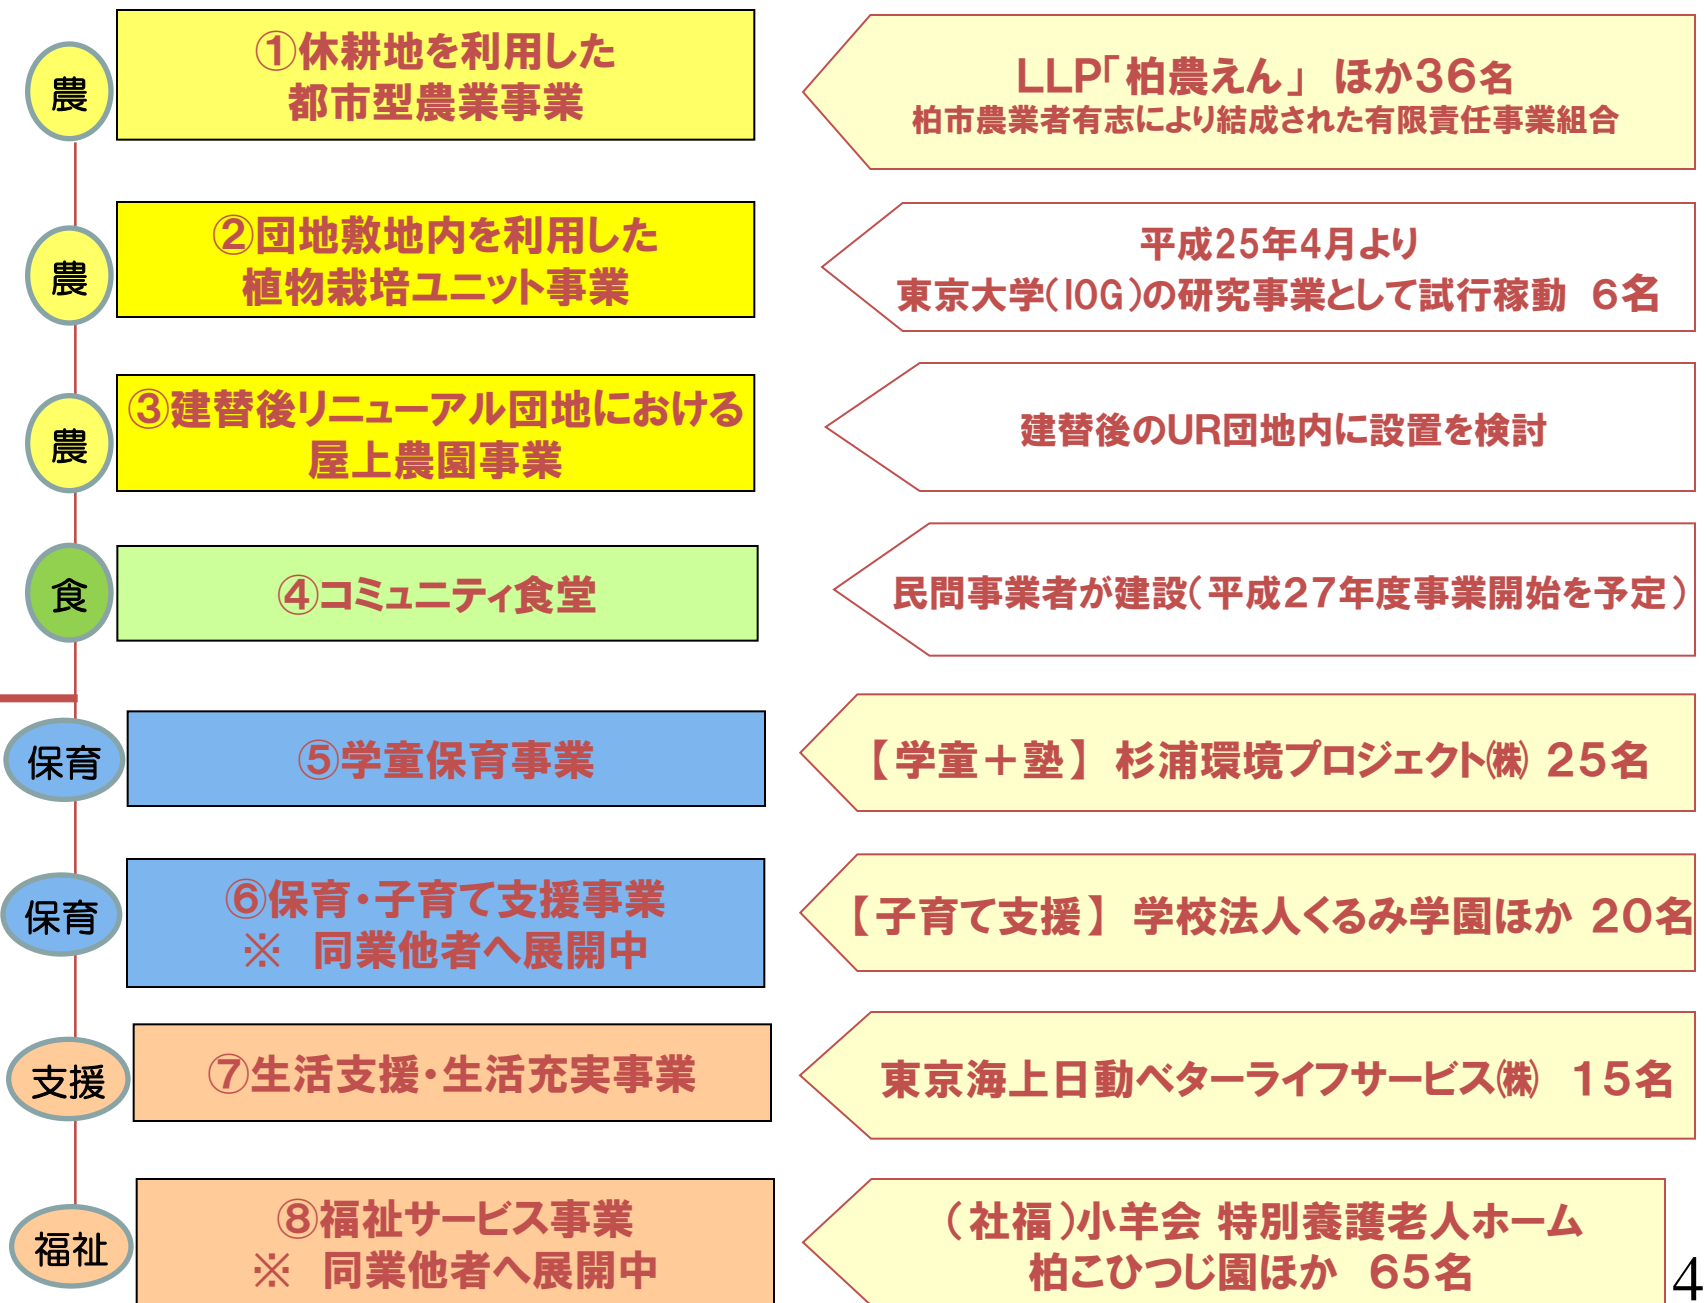 農
①休耕地を利用した
都市型農業事業
LLP「柏農えん」 ほか36名
柏市農業者有志により結成された有限責任事業組合
農
②団地敷地内を利用した
植物栽培ユニット事業
平成25年4月より
東京大学(IOG)の研究事業として試行稼動 6名
農
③建替後リニューアル団地における
屋上農園事業
建替後のUR団地内に設置を検討
食
④コミュニティ食堂
民間事業者が建設(平成27年度事業開始を予定)
保育
⑤学童保育事業
【学童+塾】 杉浦環境プロジェクト㈱ 25名
保育
⑥保育・子育て支援事業
※ 同業他者へ展開中
【子育て支援】 学校法人くるみ学園ほか 20名
支援
⑦生活支援・生活充実事業
東京海上日動ベターライフサービス㈱ 15名
福祉
⑧福祉サービス事業
※ 同業他者へ展開中
(社福)小羊会 特別養護老人ホーム
柏こひつじ園ほか 65名
4